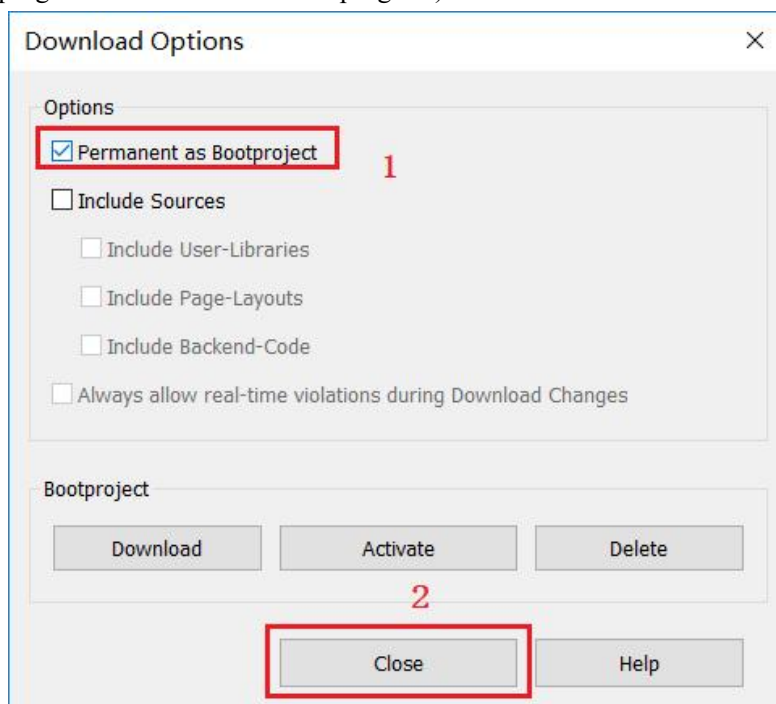 Download Options
Options
Permanent as Bootproject
1
Include Sources
Include User-Libraries
Include Page-Layouts
Include Backend-Code
Always allow real-time violations during Download Changes
Bootproject
Download Activate Delete
2
Close Help